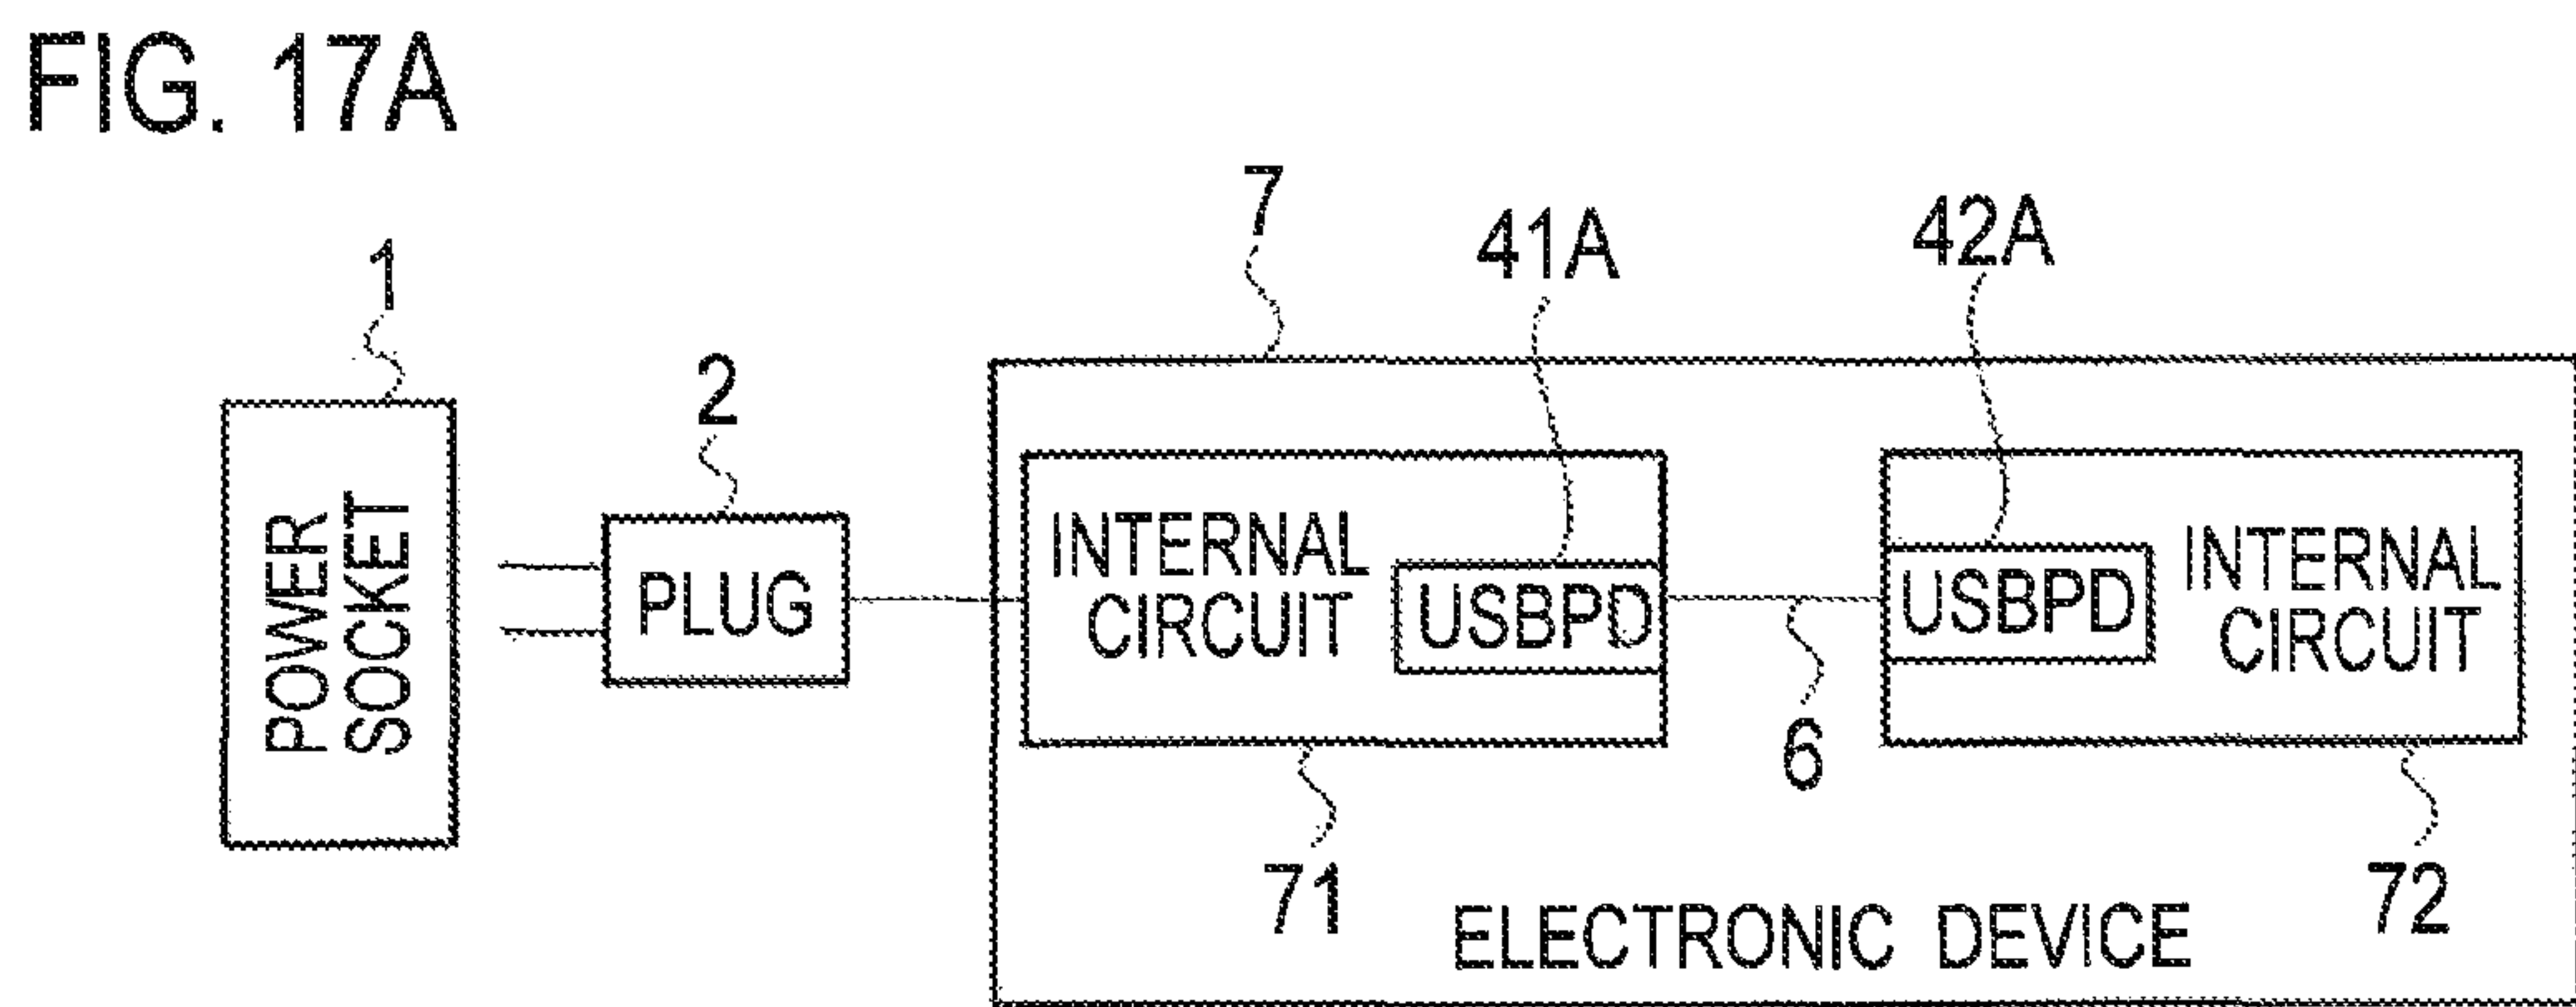 FIG. 17A
7
41A
42A
1
2
POWER
SOCKET
PLUG
INTERNAL
CIRCUIT
USBPD
USBPD
INTERNAL
CIRCUIT
6
71
72
ELECTRONIC DEVICE